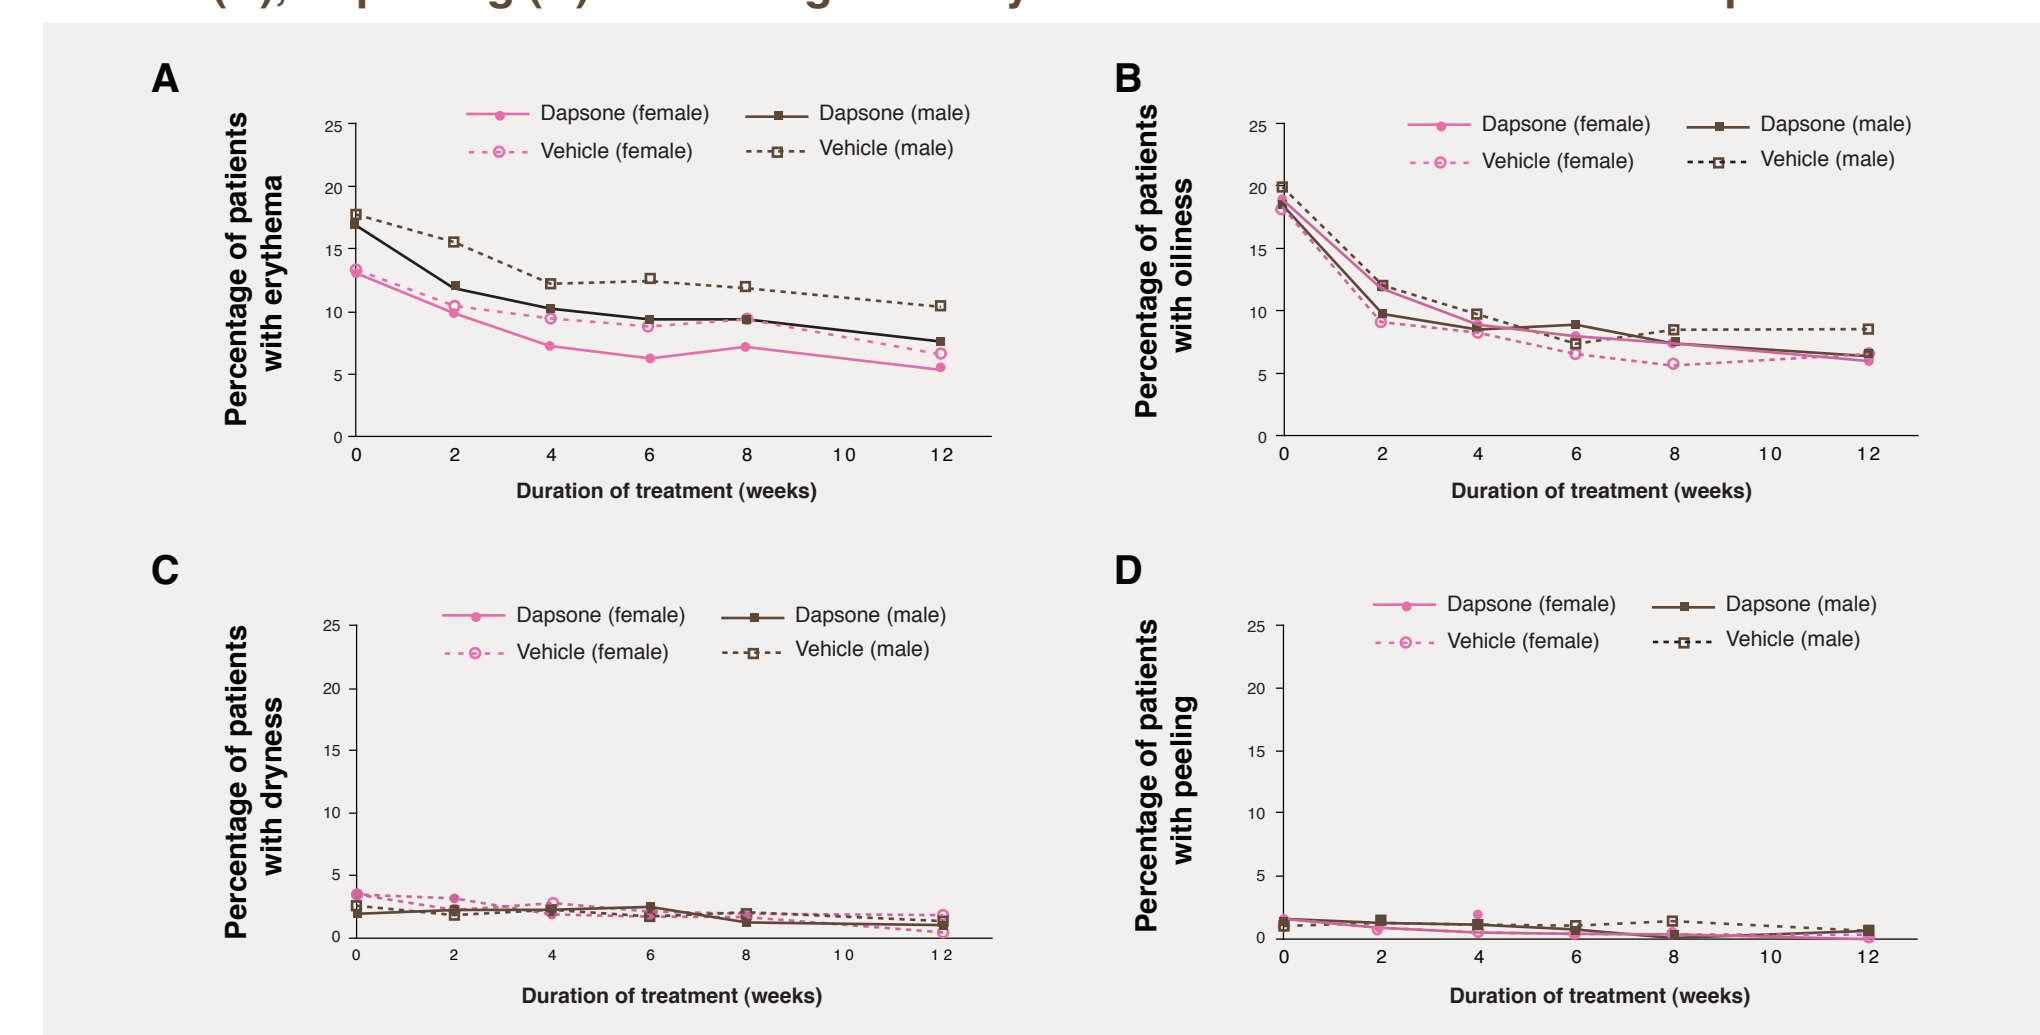 A
Dapsone (female)
Dapsone (male)
Vehicle (female)
Vehicle (male)
Percentage of patients
with erythema
25
20
15
10
5
0
0 2 4 6 8 10 12
Duration of treatment (weeks)
B
Dapsone (female)
Dapsone (male)
Vehicle (female)
Vehicle (male)
Percentage of patients
with oiliness
25
20
15
10
5
0
0 2 4 6 8 10 12
Duration of treatment (weeks)
C
Dapsone (female)
Dapsone (male)
Vehicle (female)
Vehicle (male)
Percentage of patients
with dryness
25
20
15
10
5
0
0 2 4 6 8 10 12
Duration of treatment (weeks)
D
Dapsone (female)
Dapsone (male)
Vehicle (female)
Vehicle (male)
Percentage of patients
with peeling
25
20
15
10
5
0
0 2 4 6 8 10 12
Duration of treatment (weeks)